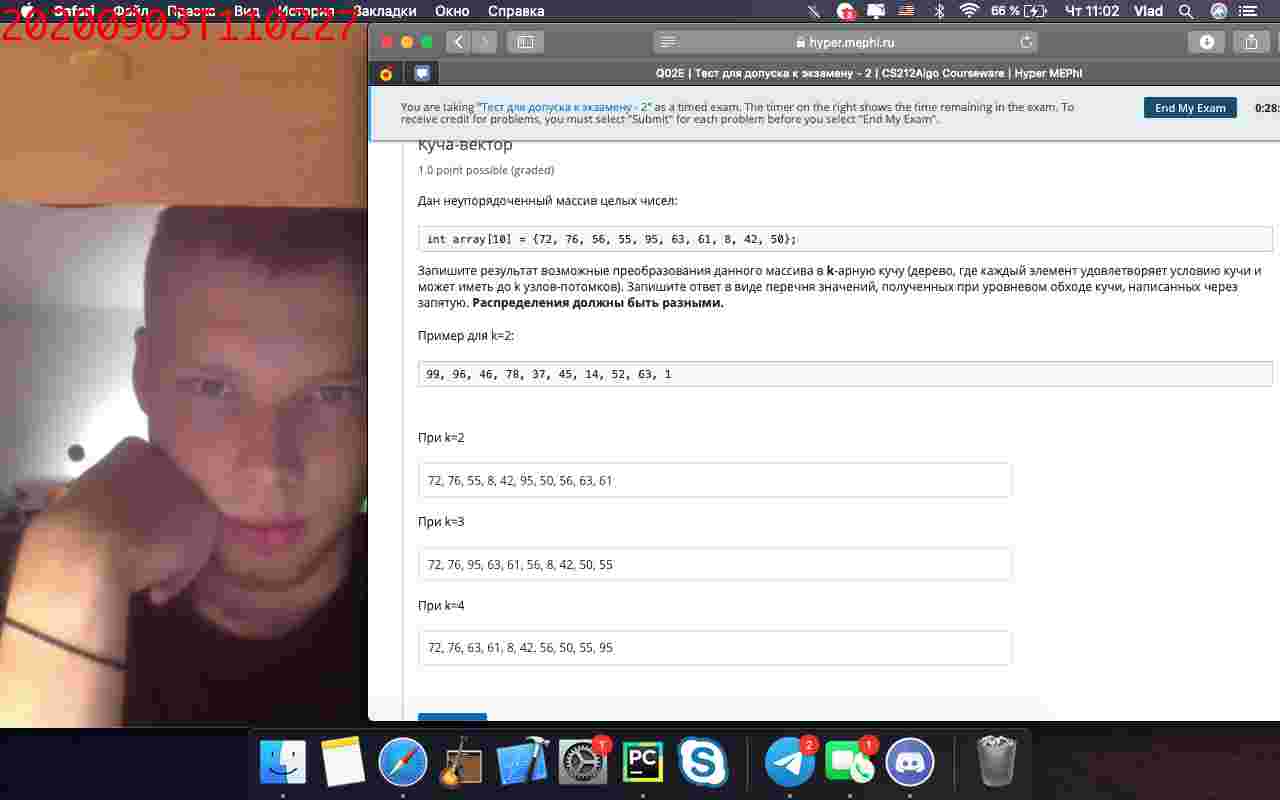 20200903T110227
Safari Файл Правка Вид История Закладки Окно Справка
66 % Чт 11:02 Vlad
hyper.mephi.ru
Q02E | Тест для допуска к экзамену - 2 | CS212Algo Courseware | Hyper MEPhI
You are taking "Тест для допуска к экзамену - 2" as a timed exam. The timer on the right shows the time remaining in the exam. To
receive credit for problems, you must select "Submit" for each problem before you select "End My Exam".
End My Exam
0:28:
Куча-вектор
1.0 point possible (graded)
Дан неупорядоченный массив целых чисел:
int array[10] = {72, 76, 56, 55, 95, 63, 61, 8, 42, 50};
Запишите результат возможные преобразования данного массива в k-арную кучу (дерево, где каждый элемент удовлетворяет условию кучи и
может иметь до k узлов-потомков). Запишите ответ в виде перечня значений, полученных при уровневом обходе кучи, написанных через
запятую. Распределения должны быть разными.
Пример для k=2:
99, 96, 46, 78, 37, 45, 14, 52, 63, 1
При k=2
72, 76, 55, 8, 42, 95, 50, 56, 63, 61
При k=3
72, 76, 95, 63, 61, 56, 8, 42, 50, 55
При k=4
72, 76, 63, 61, 8, 42, 56, 50, 55, 95
1
PC
2
1